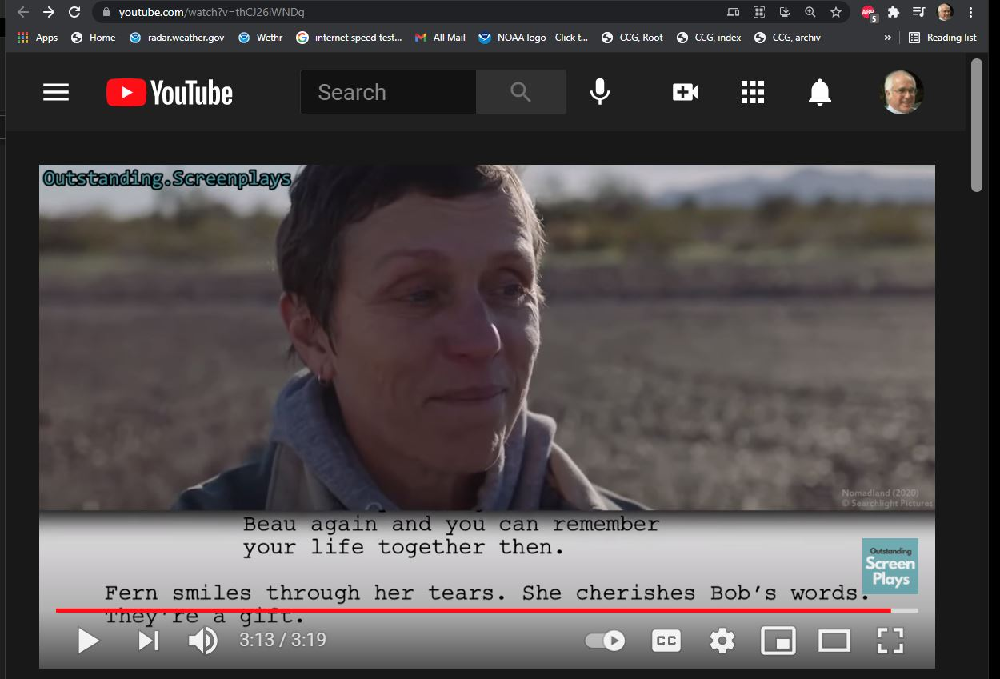 youtube.com/watch?v=thCJ26iWNDg
ABP
5
Apps
Home
radar.weather.gov
Wethr
internet speed test...
All Mail
NOAA logo - Click t...
CCG, Root
CCG, index
CCG, archiv
»
Reading list
YouTube
Search
Outstanding.Screenplays
Nomadland (2020)
© Searchlight Pictures
Beau again and you can remember
your life together then.
Outstanding
Screen
Plays
Fern smiles through her tears. She cherishes Bob’s words.
They’re a gift.
3:13 / 3:19
CC